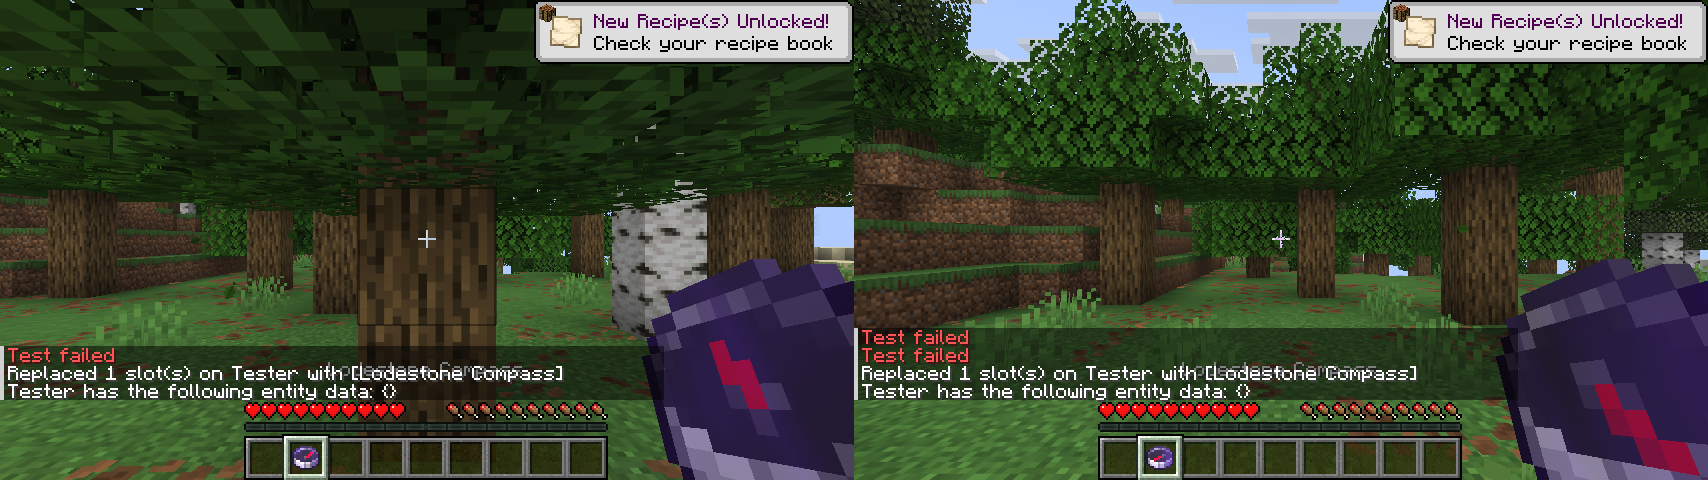 New Recipe(s) Unlocked!
Check your recipe book
Test failed
Replaced 1 slot(s) on Tester with [Lodestone Compass]
Tester has the following entity data: {}
New Recipe(s) Unlocked!
Check your recipe book
Test failed
Test failed
Replaced 1 slot(s) on Tester with [Lodestone Compass]
Tester has the following entity data: {}